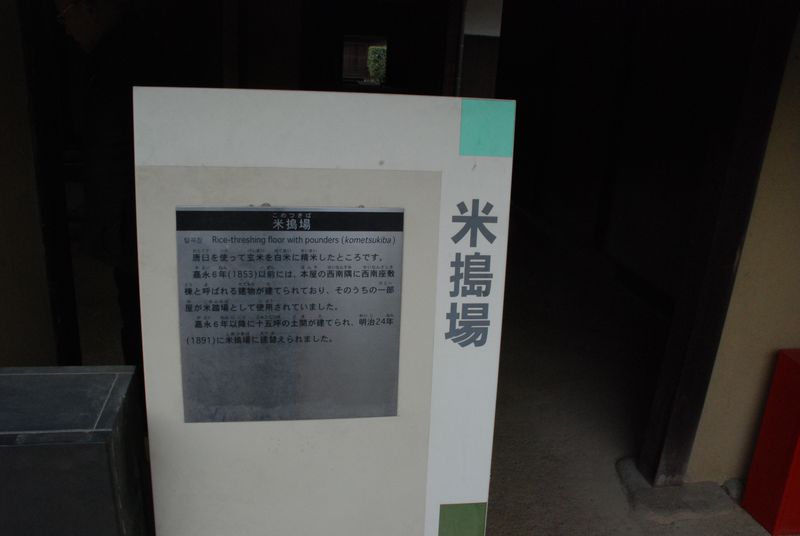 このつきば
米搗場
탈곡장 Rice-threshing floor with pounders (kometsukiba)
唐臼を使って玄米を白米に精米したところです。
嘉永6年(1853)以前には、本屋の西南隅に西南座敷
棟と呼ばれる建物が建てられており、そのうちの一部
屋が米踏場として使用されていました。
嘉永6年以降に十五坪の土間が建てられ、明治24年
(1891)に米搗場に建替えられました。
米搗場